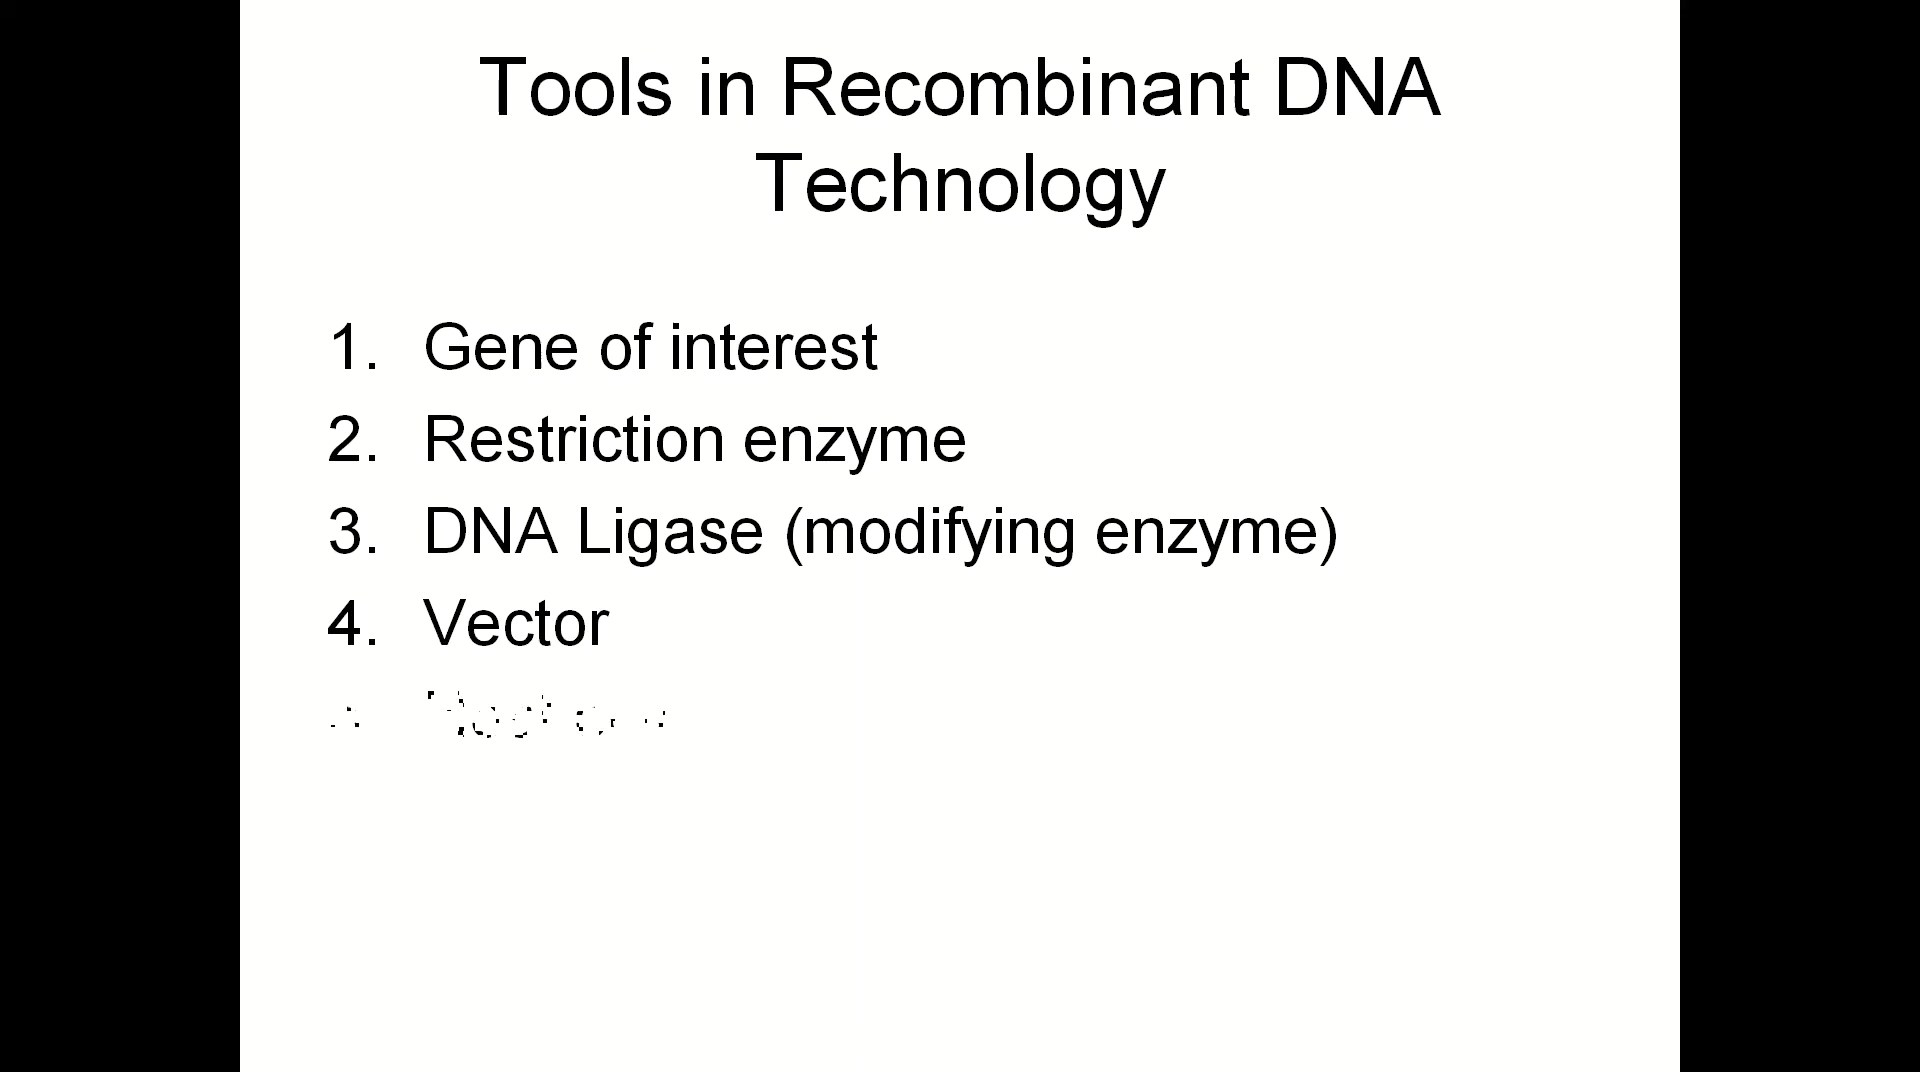 Tools in Recombinant DNA
Technology
1. Gene of interest
2. Restriction enzyme
3. DNA Ligase (modifying enzyme)
4. Vector